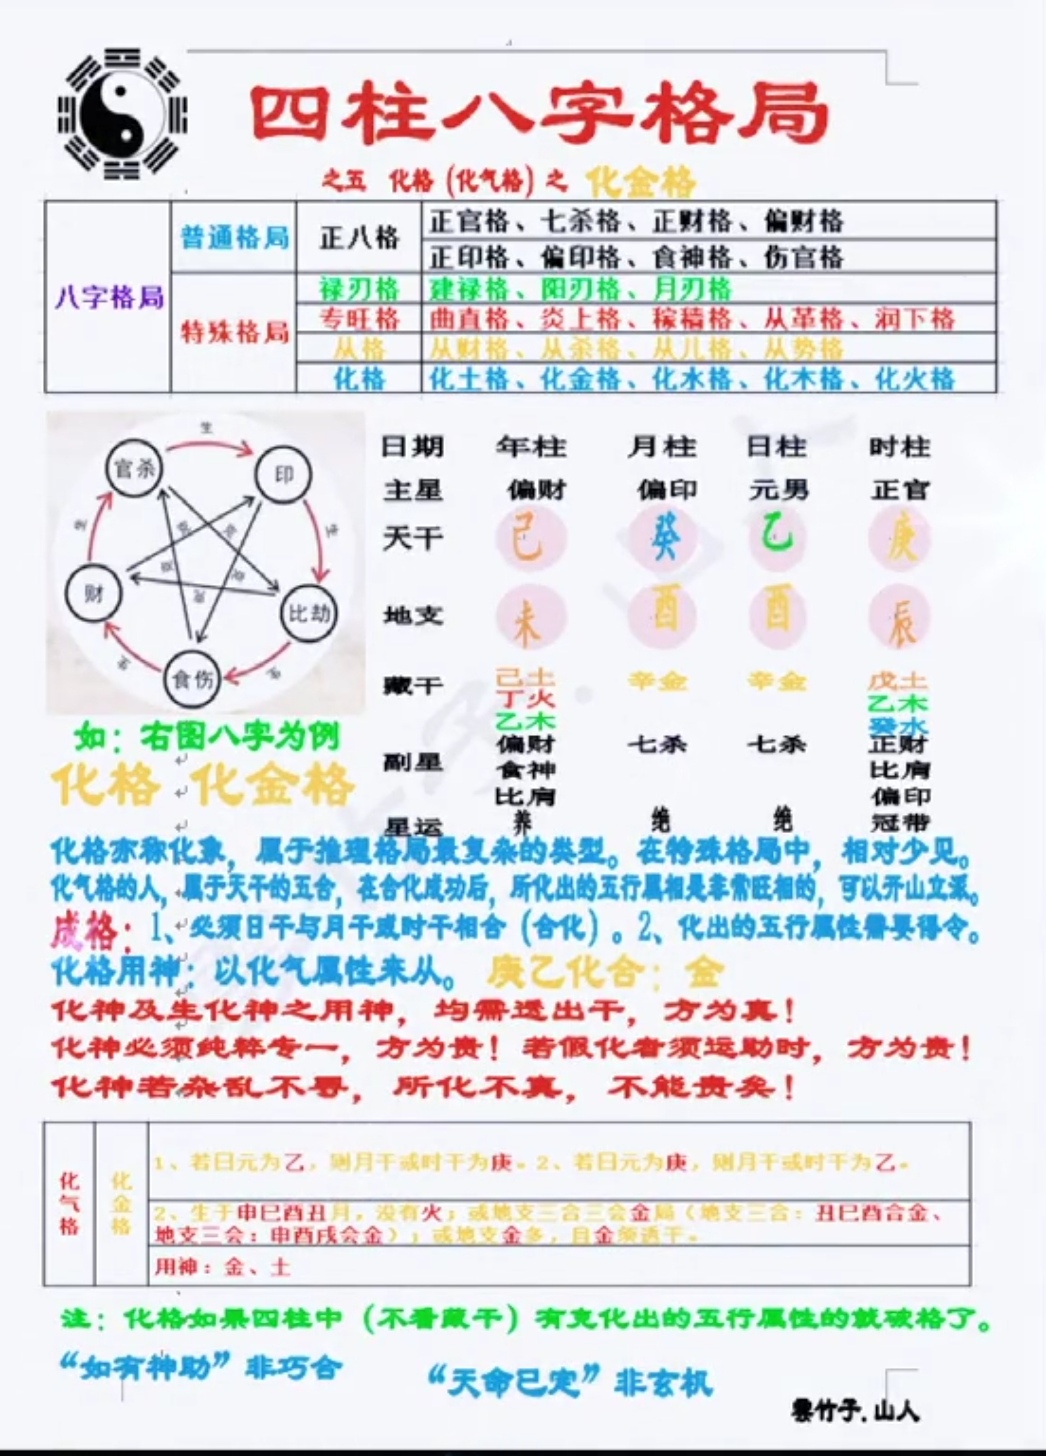 四柱八字格局
之五 化格（化气格）之 化金格
八字格局
普通格局
正八格
正官格、七杀格、正财格、偏财格
正印格、偏印格、食神格、伤官格
特殊格局
禄刃格
建禄格、阳刃格、月刃格
专旺格
曲直格、炎上格、稼穑格、从革格、润下格
从格
从财格、从杀格、从儿格、从势格
化格
化土格、化金格、化水格、化木格、化火格
官杀
印
比劫
食伤
财
生
生
生
生
生
日期 年柱 月柱 日柱 时柱
主星 偏财 偏印 元男 正官
天干 己 癸 乙 庚
地支 未 酉 酉 辰
藏干 己土 辛金 辛金 戊土
丁火 乙木
乙木 癸水
副星 偏财 七杀 七杀 正财
食神 比肩
比肩 偏印
星运 养 绝 绝 冠带
如：右图八字为例
化格 化金格
化格亦称化象，属于推理格局最复杂的类型。在特殊格局中，相对少见。
化气格的人，属于天干的五合，在合化成功后，所化出的五行属相是非常旺相的，可以开山立派。
成格：1、必须日干与月干或时干相合（合化）。2、化出的五行属性需要得令。
化格用神：以化气属性来从。 庚乙化合：金
化神及生化神之用神，均需透出干，方为真！
化神必须纯粹专一，方为贵！若假化者须运助时，方为贵！
化神若杂乱不寻，所化不真，不能贵矣！
化气格
化金格
1、若日元为乙，则月干或时干为庚。2、若日元为庚，则月干或时干为乙。
2、生于申巳酉丑月，没有火；或地支三合三会金局（地支三合：丑巳酉合金、
地支三会：申酉戌会金）；或地支金多，且金须透干。
用神：金、土
注：化格如果四柱中（不看藏干）有克化出的五行属性的就破格了。
“如有神助”非巧合
“天命已定”非玄机
雲竹子.山人